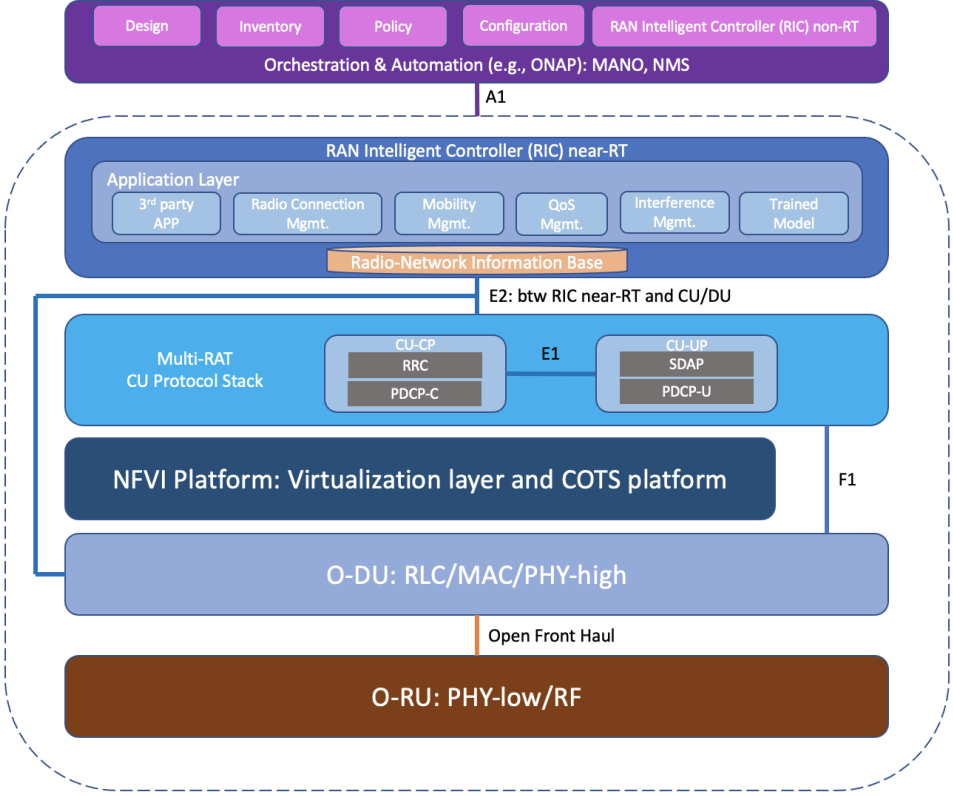 Design
Inventory
Policy
Configuration
RAN Intelligent Controller (RIC) non-RT
Orchestration & Automation (e.g., ONAP): MANO, NMS
A1
RAN Intelligent Controller (RIC) near-RT
Application Layer
3rd party
APP
Radio Connection
Mgmt.
Mobility
Mgmt.
QoS
Mgmt.
Interference
Mgmt.
Trained
Model
Radio-Network Information Base
E2: btw RIC near-RT and CU/DU
Multi-RAT
CU Protocol Stack
CU-CP
RRC
PDCP-C
E1
CU-UP
SDAP
PDCP-U
NFVI Platform: Virtualization layer and COTS platform
F1
O-DU: RLC/MAC/PHY-high
Open Front Haul
O-RU: PHY-low/RF